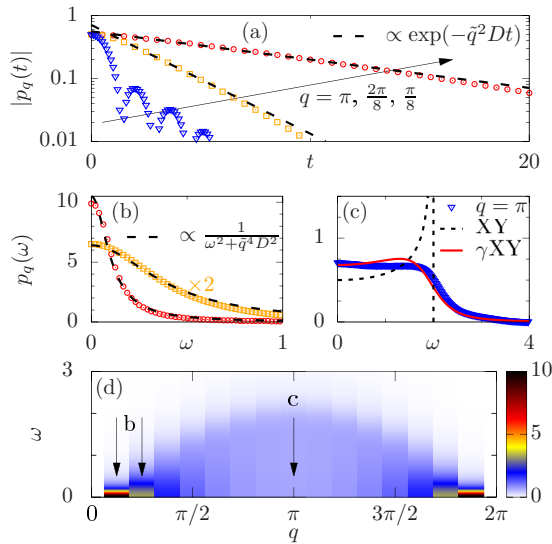 (a)
∝ exp(−q̃²Dt)
|p_q(t)|
1
0.1
0.01
q = π, 2π/8, π/8
0
t
20
(b)
∝ 1/(ω²+q̃⁴D²)
p_q(ω)
10
5
0
×2
0
ω
1
(c)
q = π
XY
γXY
1
0
0
ω
4
(d)
b
c
ω
3
0
0
π/2
π
3π/2
2π
q
10
5
0